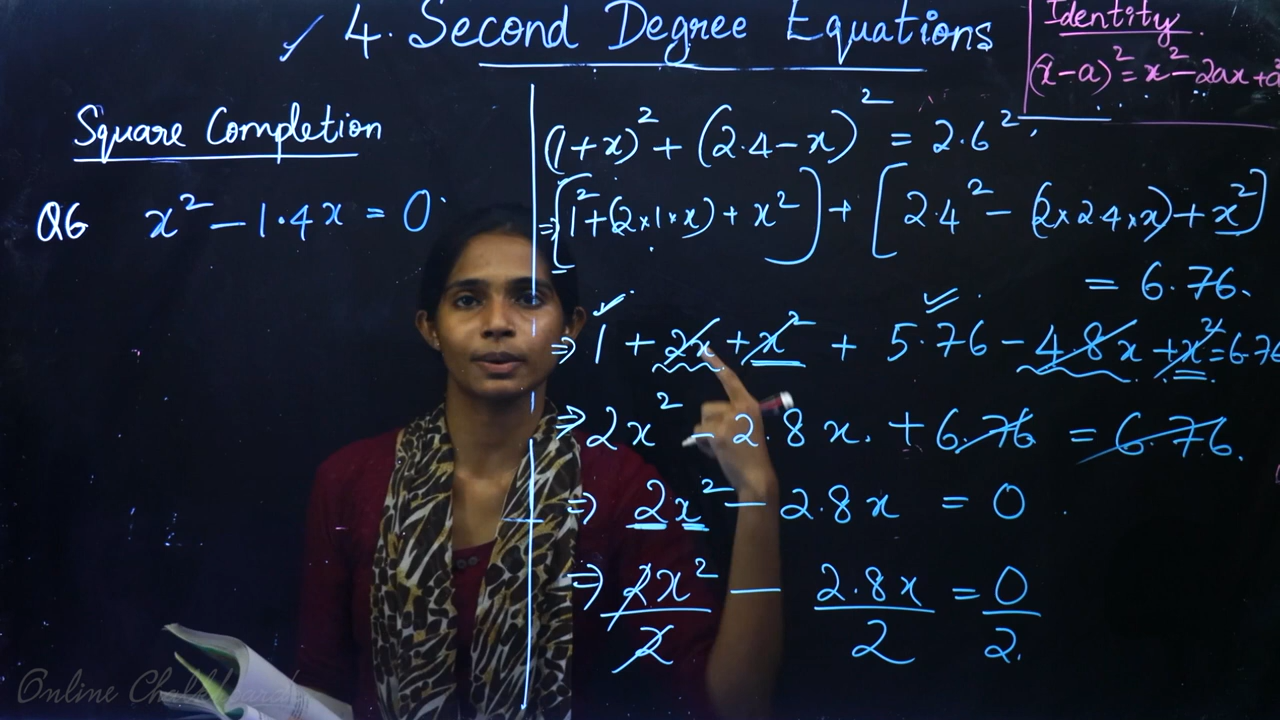 ✓ 4. Second Degree Equations
Identity
(x-a)² = x² - 2ax + a²
Square Completion
Q6 x² - 1.4x = 0
(1+x)² + (2.4-x)² = 2.6²
⇒ [1² + (2×1×x) + x²] + [2.4² - (2×2.4×x) + x²]
= 6.76
⇒ 1 + 2x + x² + 5.76 - 4.8x + x² = 6.76
⇒ 2x² - 2.8x + 6.76 = 6.76
⇒ 2x² - 2.8x = 0
⇒ 2x²/2 - 2.8x/2 = 0/2
Online Chalkboard